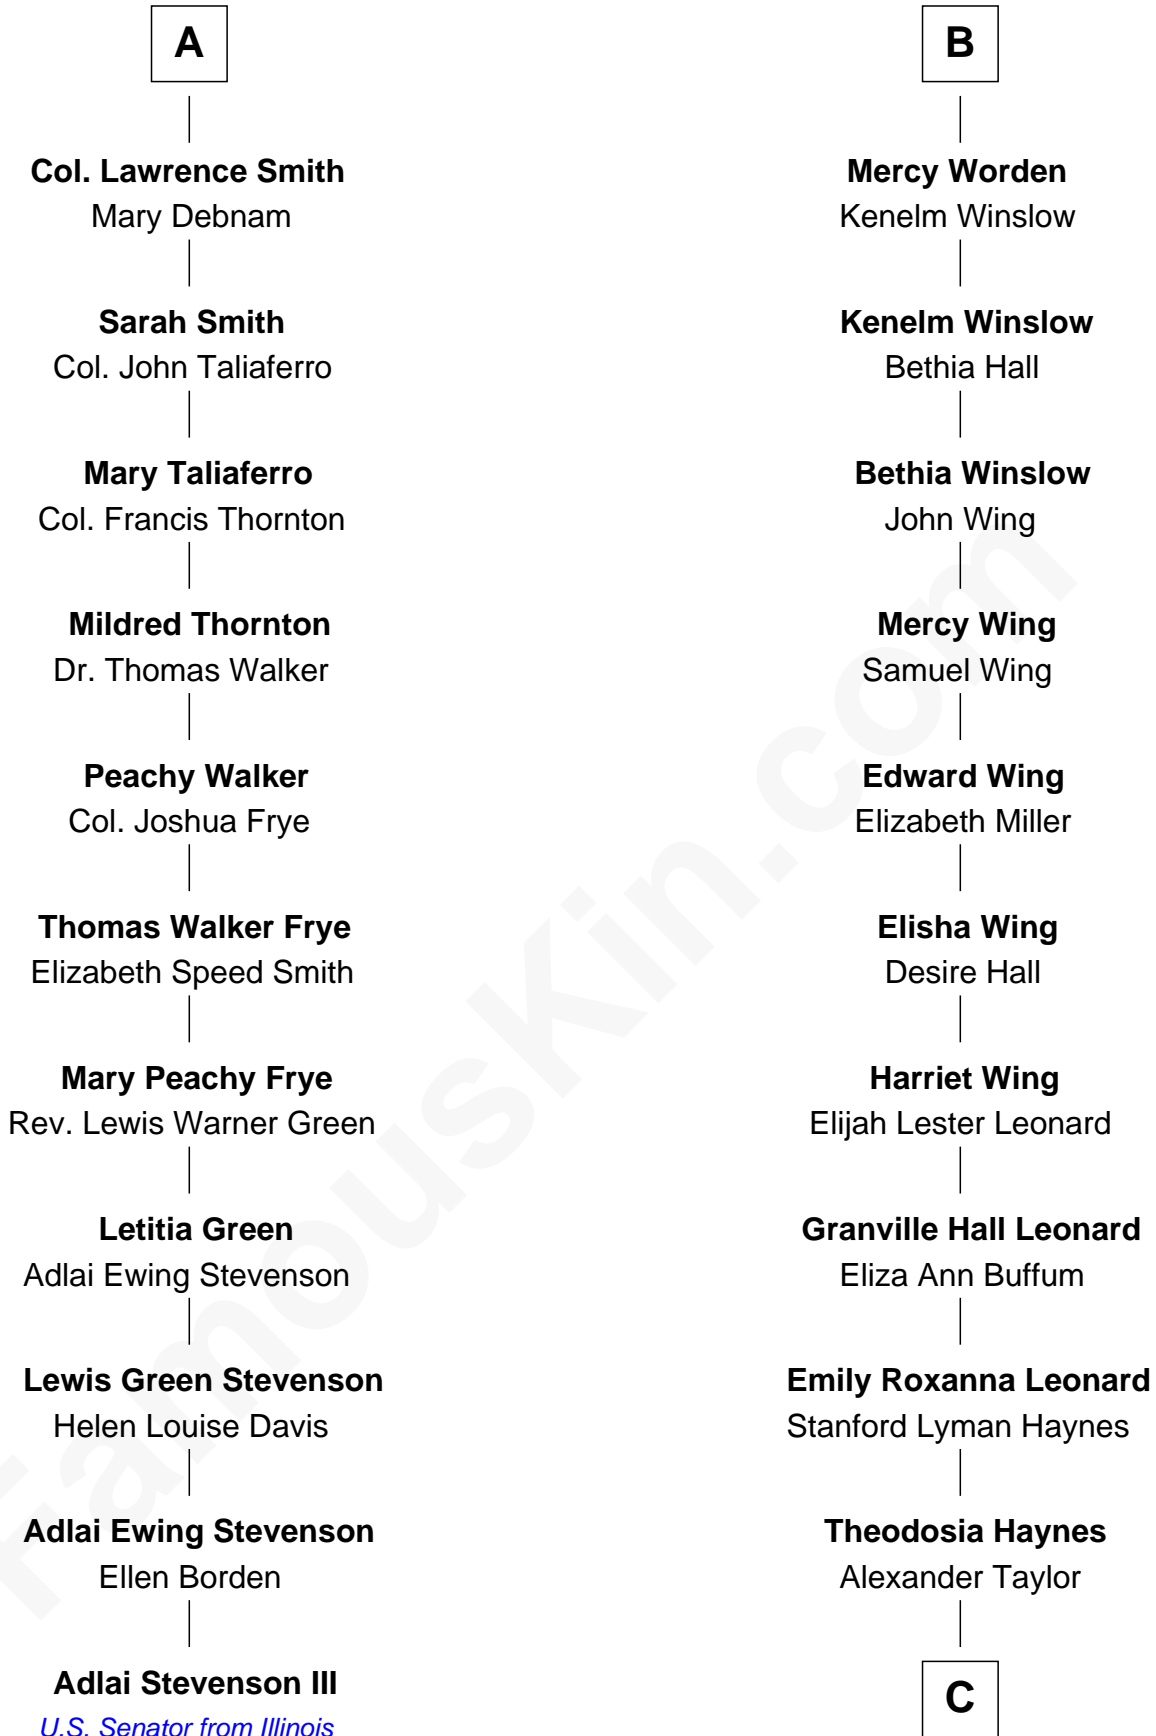 A
Col. Lawrence Smith
Mary Debnam
Sarah Smith
Col. John Taliaferro
Mary Taliaferro
Col. Francis Thornton
Mildred Thornton
Dr. Thomas Walker
Peachy Walker
Col. Joshua Frye
Thomas Walker Frye
Elizabeth Speed Smith
Mary Peachy Frye
Rev. Lewis Warner Green
Letitia Green
Adlai Ewing Stevenson
Lewis Green Stevenson
Helen Louise Davis
Adlai Ewing Stevenson
Ellen Borden
Adlai Stevenson III
U.S. Senator from Illinois
B
Mercy Worden
Kenelm Winslow
Kenelm Winslow
Bethia Hall
Bethia Winslow
John Wing
Mercy Wing
Samuel Wing
Edward Wing
Elizabeth Miller
Elisha Wing
Desire Hall
Harriet Wing
Elijah Lester Leonard
Granville Hall Leonard
Eliza Ann Buffum
Emily Roxanna Leonard
Stanford Lyman Haynes
Theodosia Haynes
Alexander Taylor
C
FamousKin.com